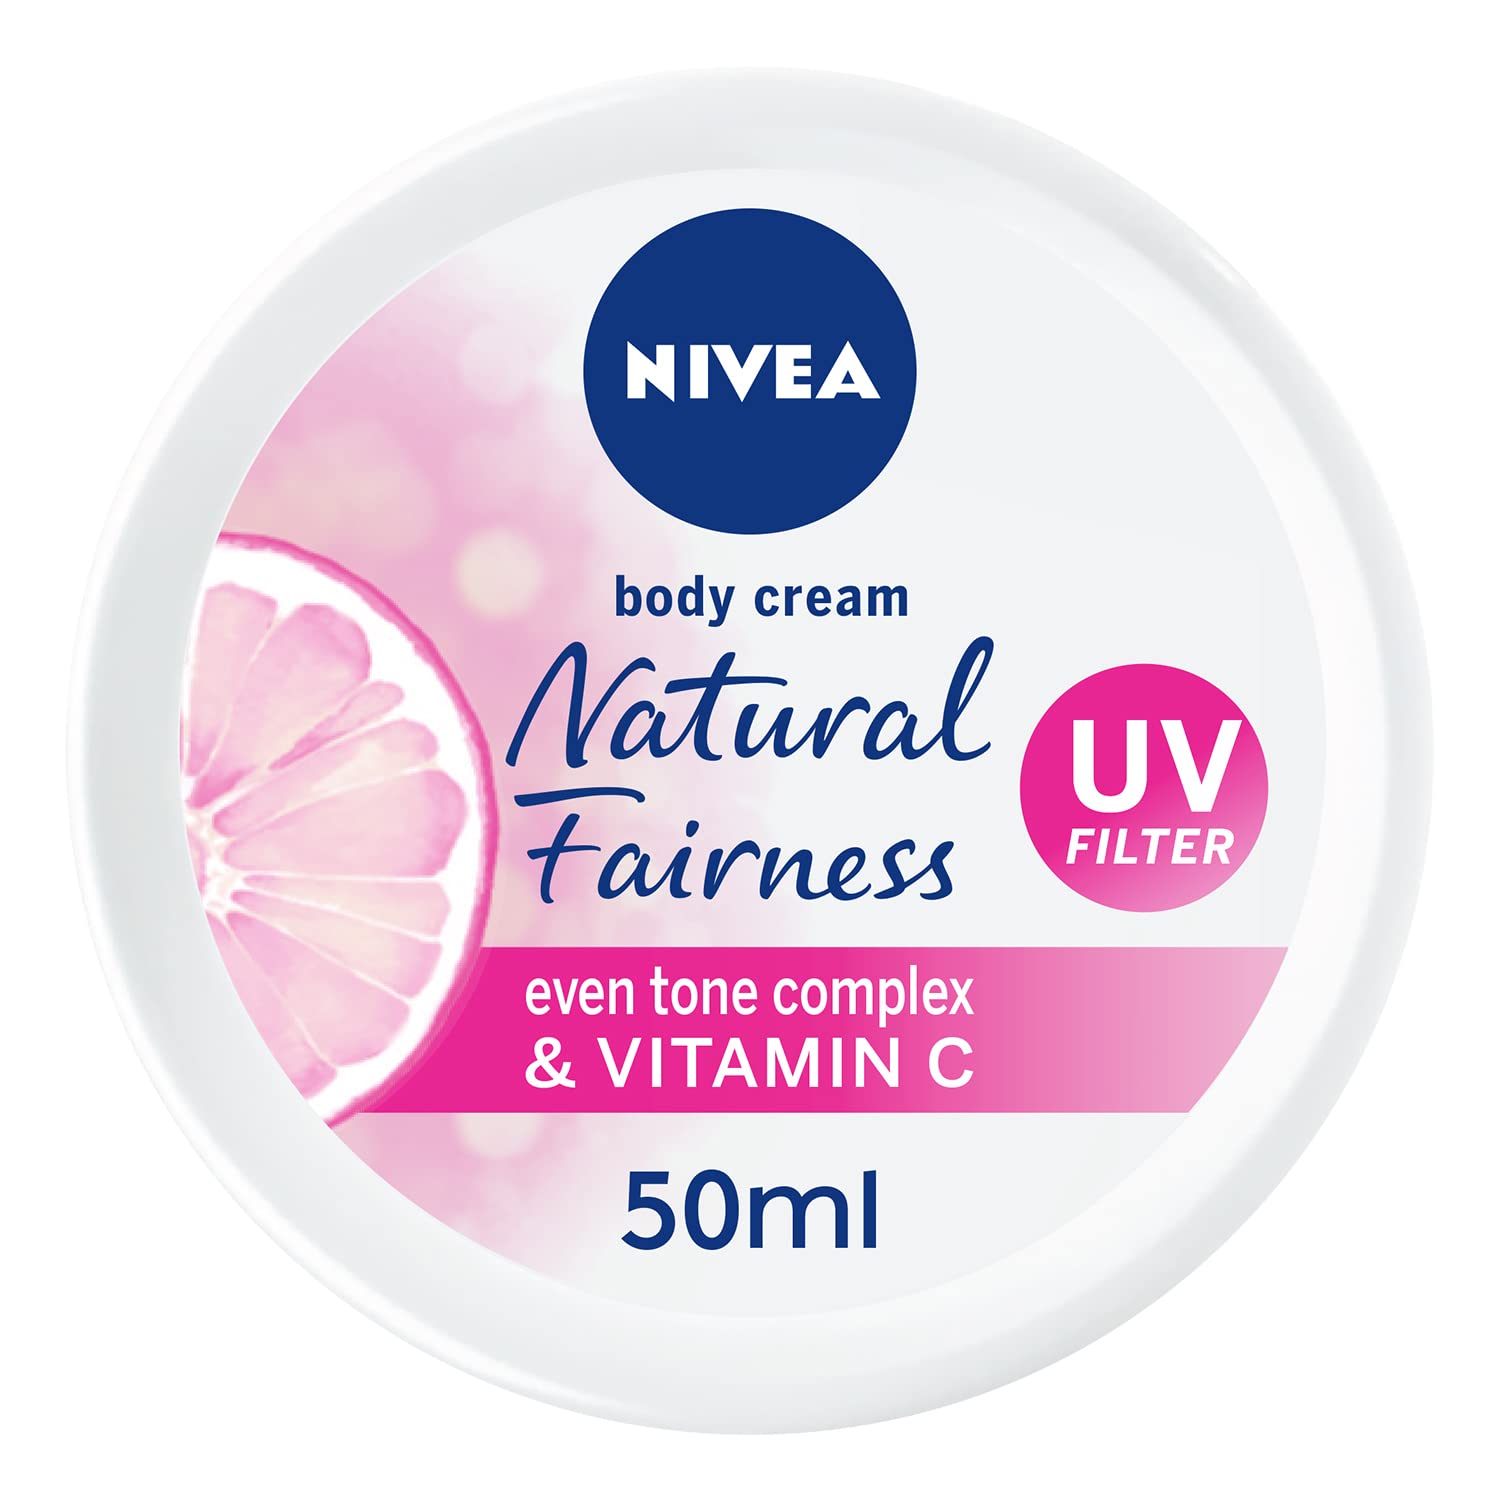 NIVEA
body cream
Natural
Fairness
UV
FILTER
even tone complex
& VITAMIN C
50ml